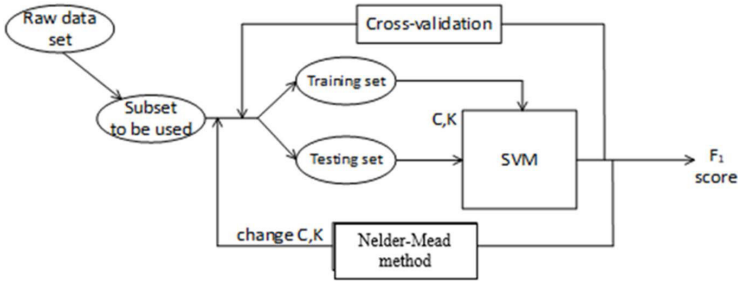 Raw data
set
Cross-validation
Training set
Subset
to be used
C,K
Testing set
SVM
F₁
score
change C,K
Nelder-Mead
method